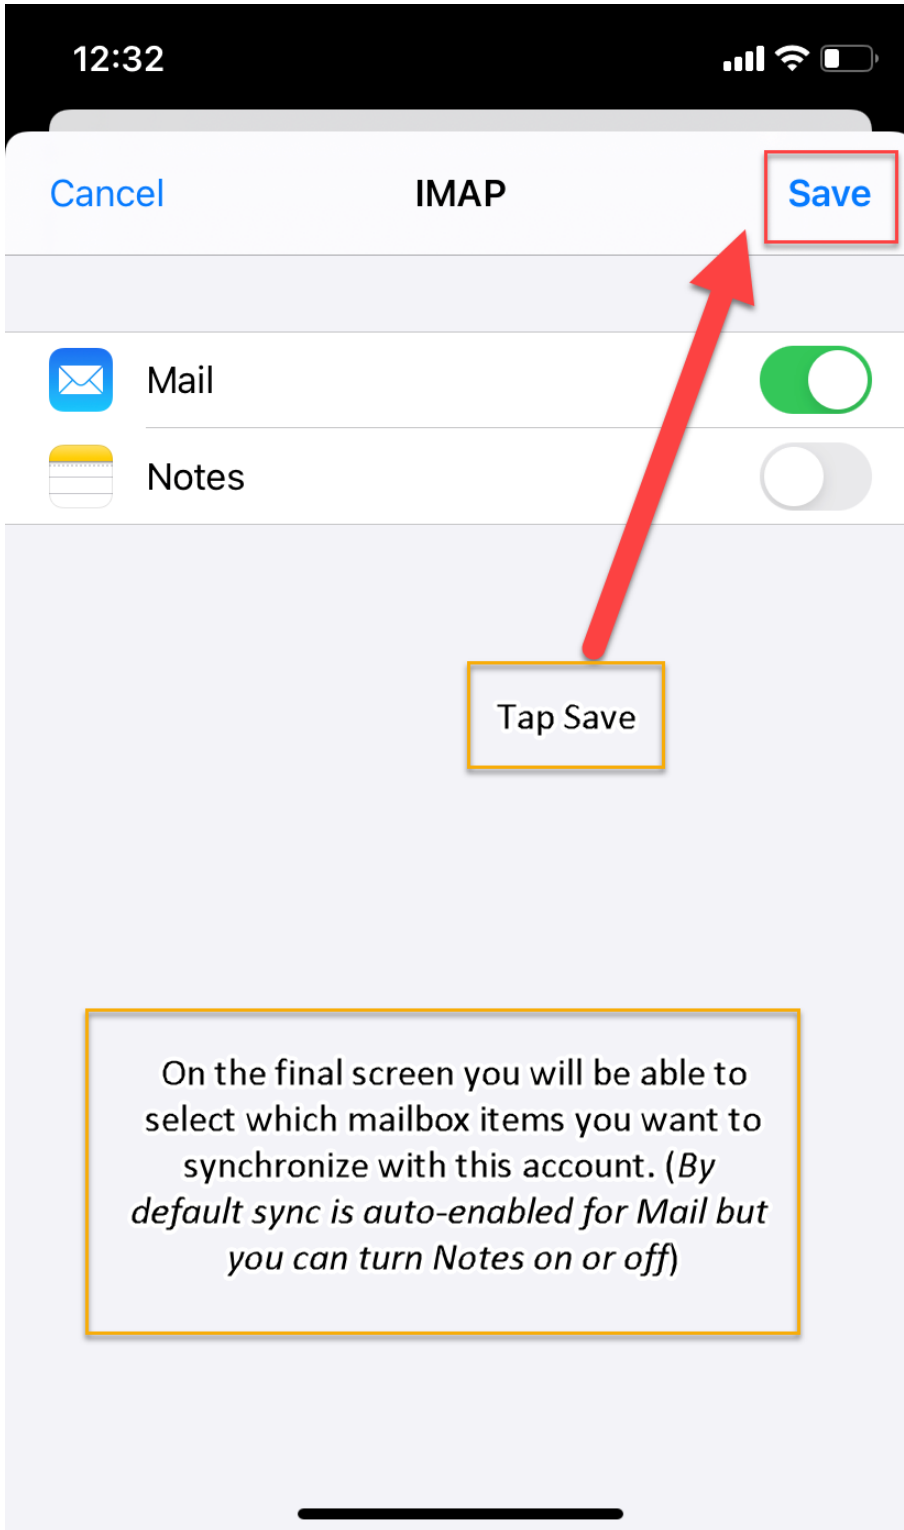 12:32
Cancel IMAP Save
Mail
Notes
Tap Save
On the final screen you will be able to
select which mailbox items you want to
synchronize with this account. (By
default sync is auto-enabled for Mail but
you can turn Notes on or off)